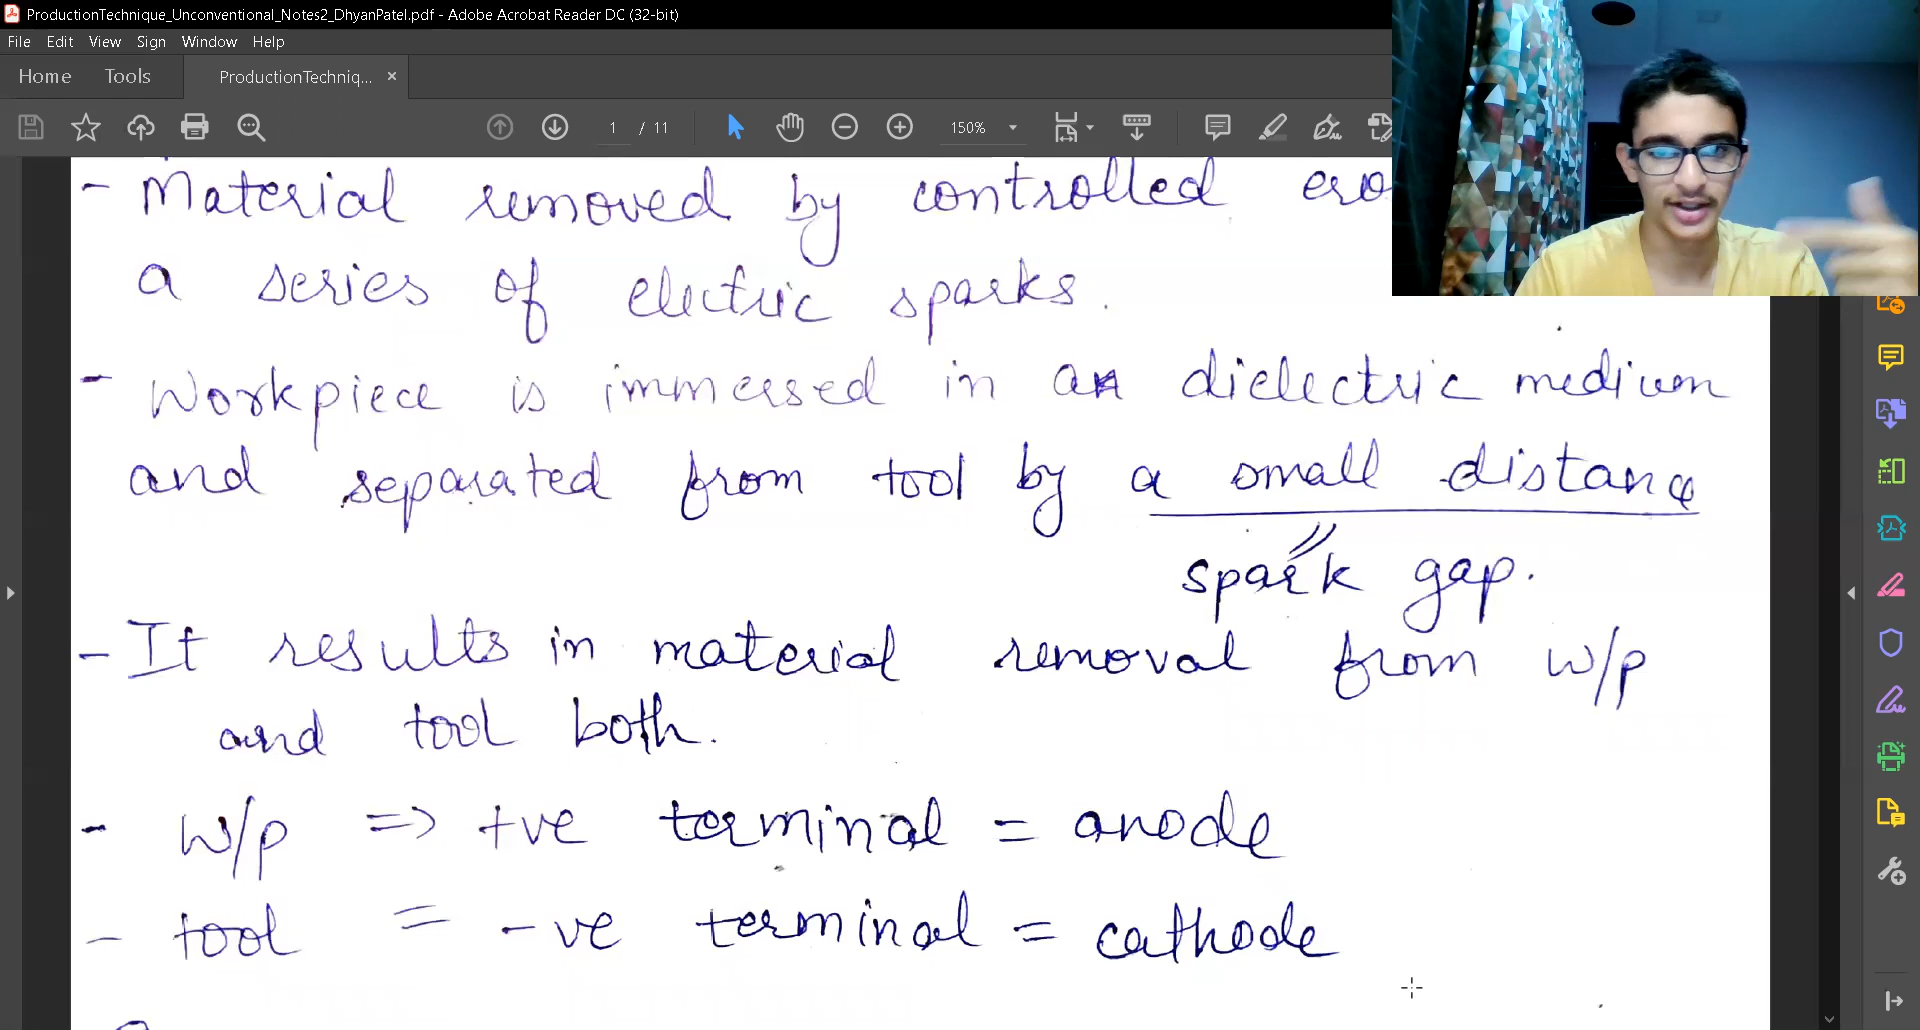 ProductionTechnique_Unconventional_Notes2_DhyanPatel.pdf - Adobe Acrobat Reader DC (32-bit)
File Edit View Sign Window Help
Home Tools ProductionTechniq... ×
1 / 11 150%
- Material removed by controlled ero
a series of electric sparks.
- Workpiece is immersed in a dielectric medium
and separated from tool by a small distance
spark gap.
- It results in material removal from w/p
and tool both.
- w/p => +ve terminal = anode
- tool = -ve terminal = cathode